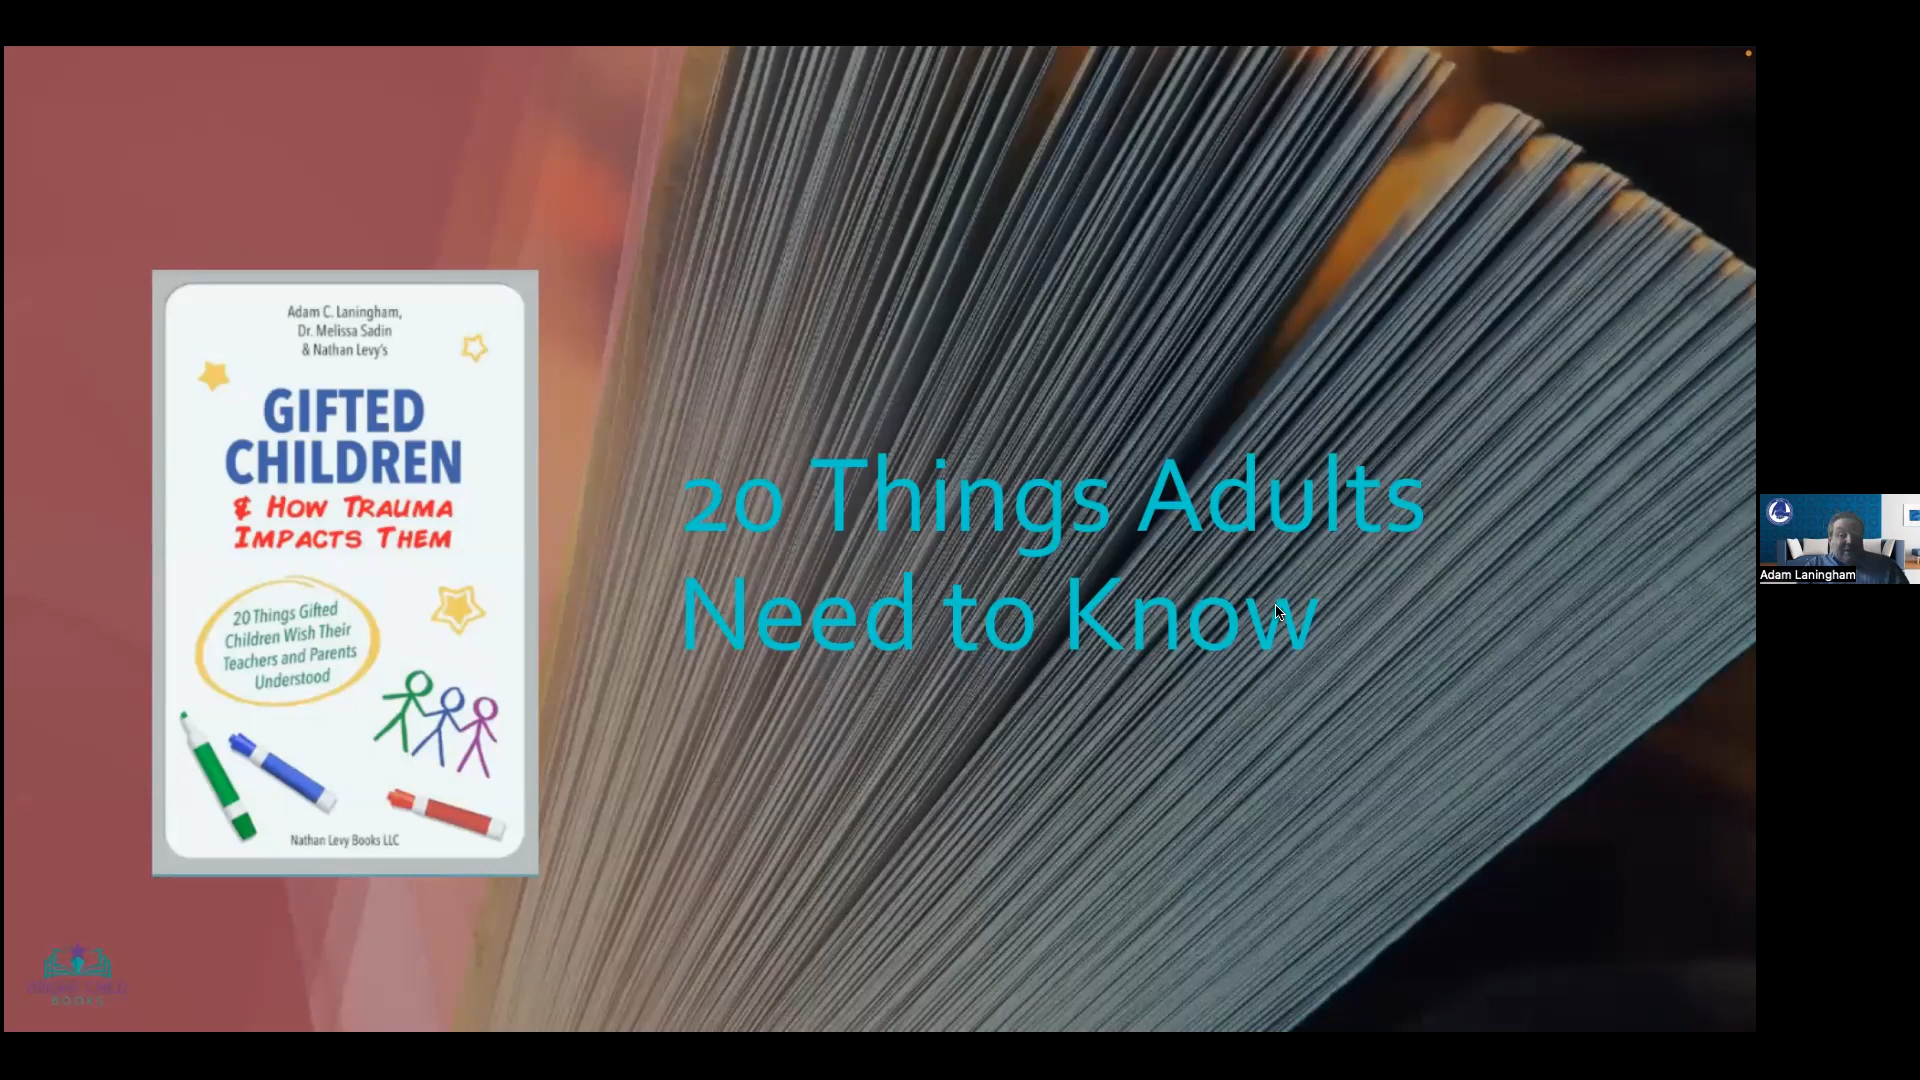 Adam C. Laningham,
Dr. Melissa Sadin
& Nathan Levy's
GIFTED
CHILDREN
& HOW TRAUMA
IMPACTS THEM
20 Things Gifted
Children Wish Their
Teachers and Parents
Understood
Nathan Levy Books LLC
20 Things Adults
Need to Know
BOOKS
Adam Laningham